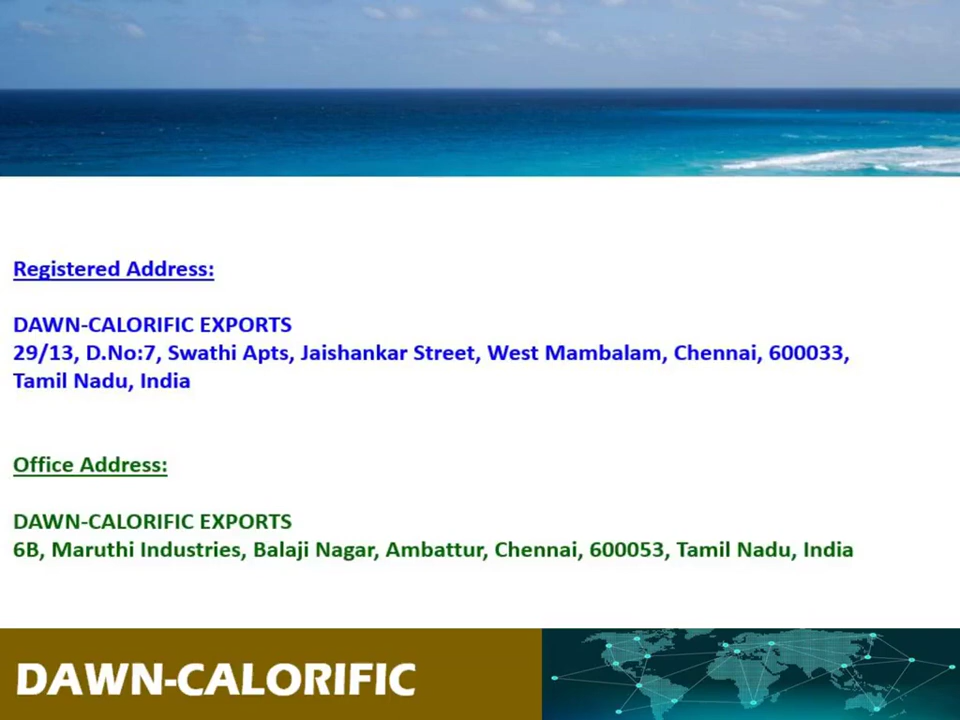 Registered Address:
DAWN-CALORIFIC EXPORTS
29/13, D.No:7, Swathi Apts, Jaishankar Street, West Mambalam, Chennai, 600033,
Tamil Nadu, India
Office Address:
DAWN-CALORIFIC EXPORTS
6B, Maruthi Industries, Balaji Nagar, Ambattur, Chennai, 600053, Tamil Nadu, India
DAWN-CALORIFIC